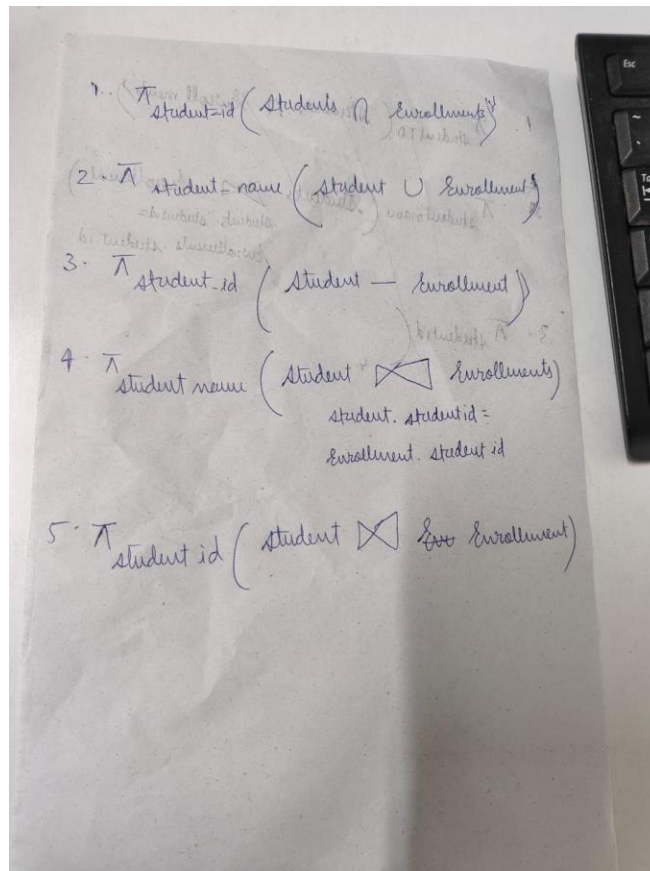 1. π student-id ( Students ∩ Enrollments )
2. π student-name ( student ∪ Enrollment )
3. π student-id ( Student — Enrollment )
4. π student name ( student ⋈ Enrollments )
student. studentid =
Enrollment. student id
5. π student id ( student ⋈ Enrollment )
Esc
~
`